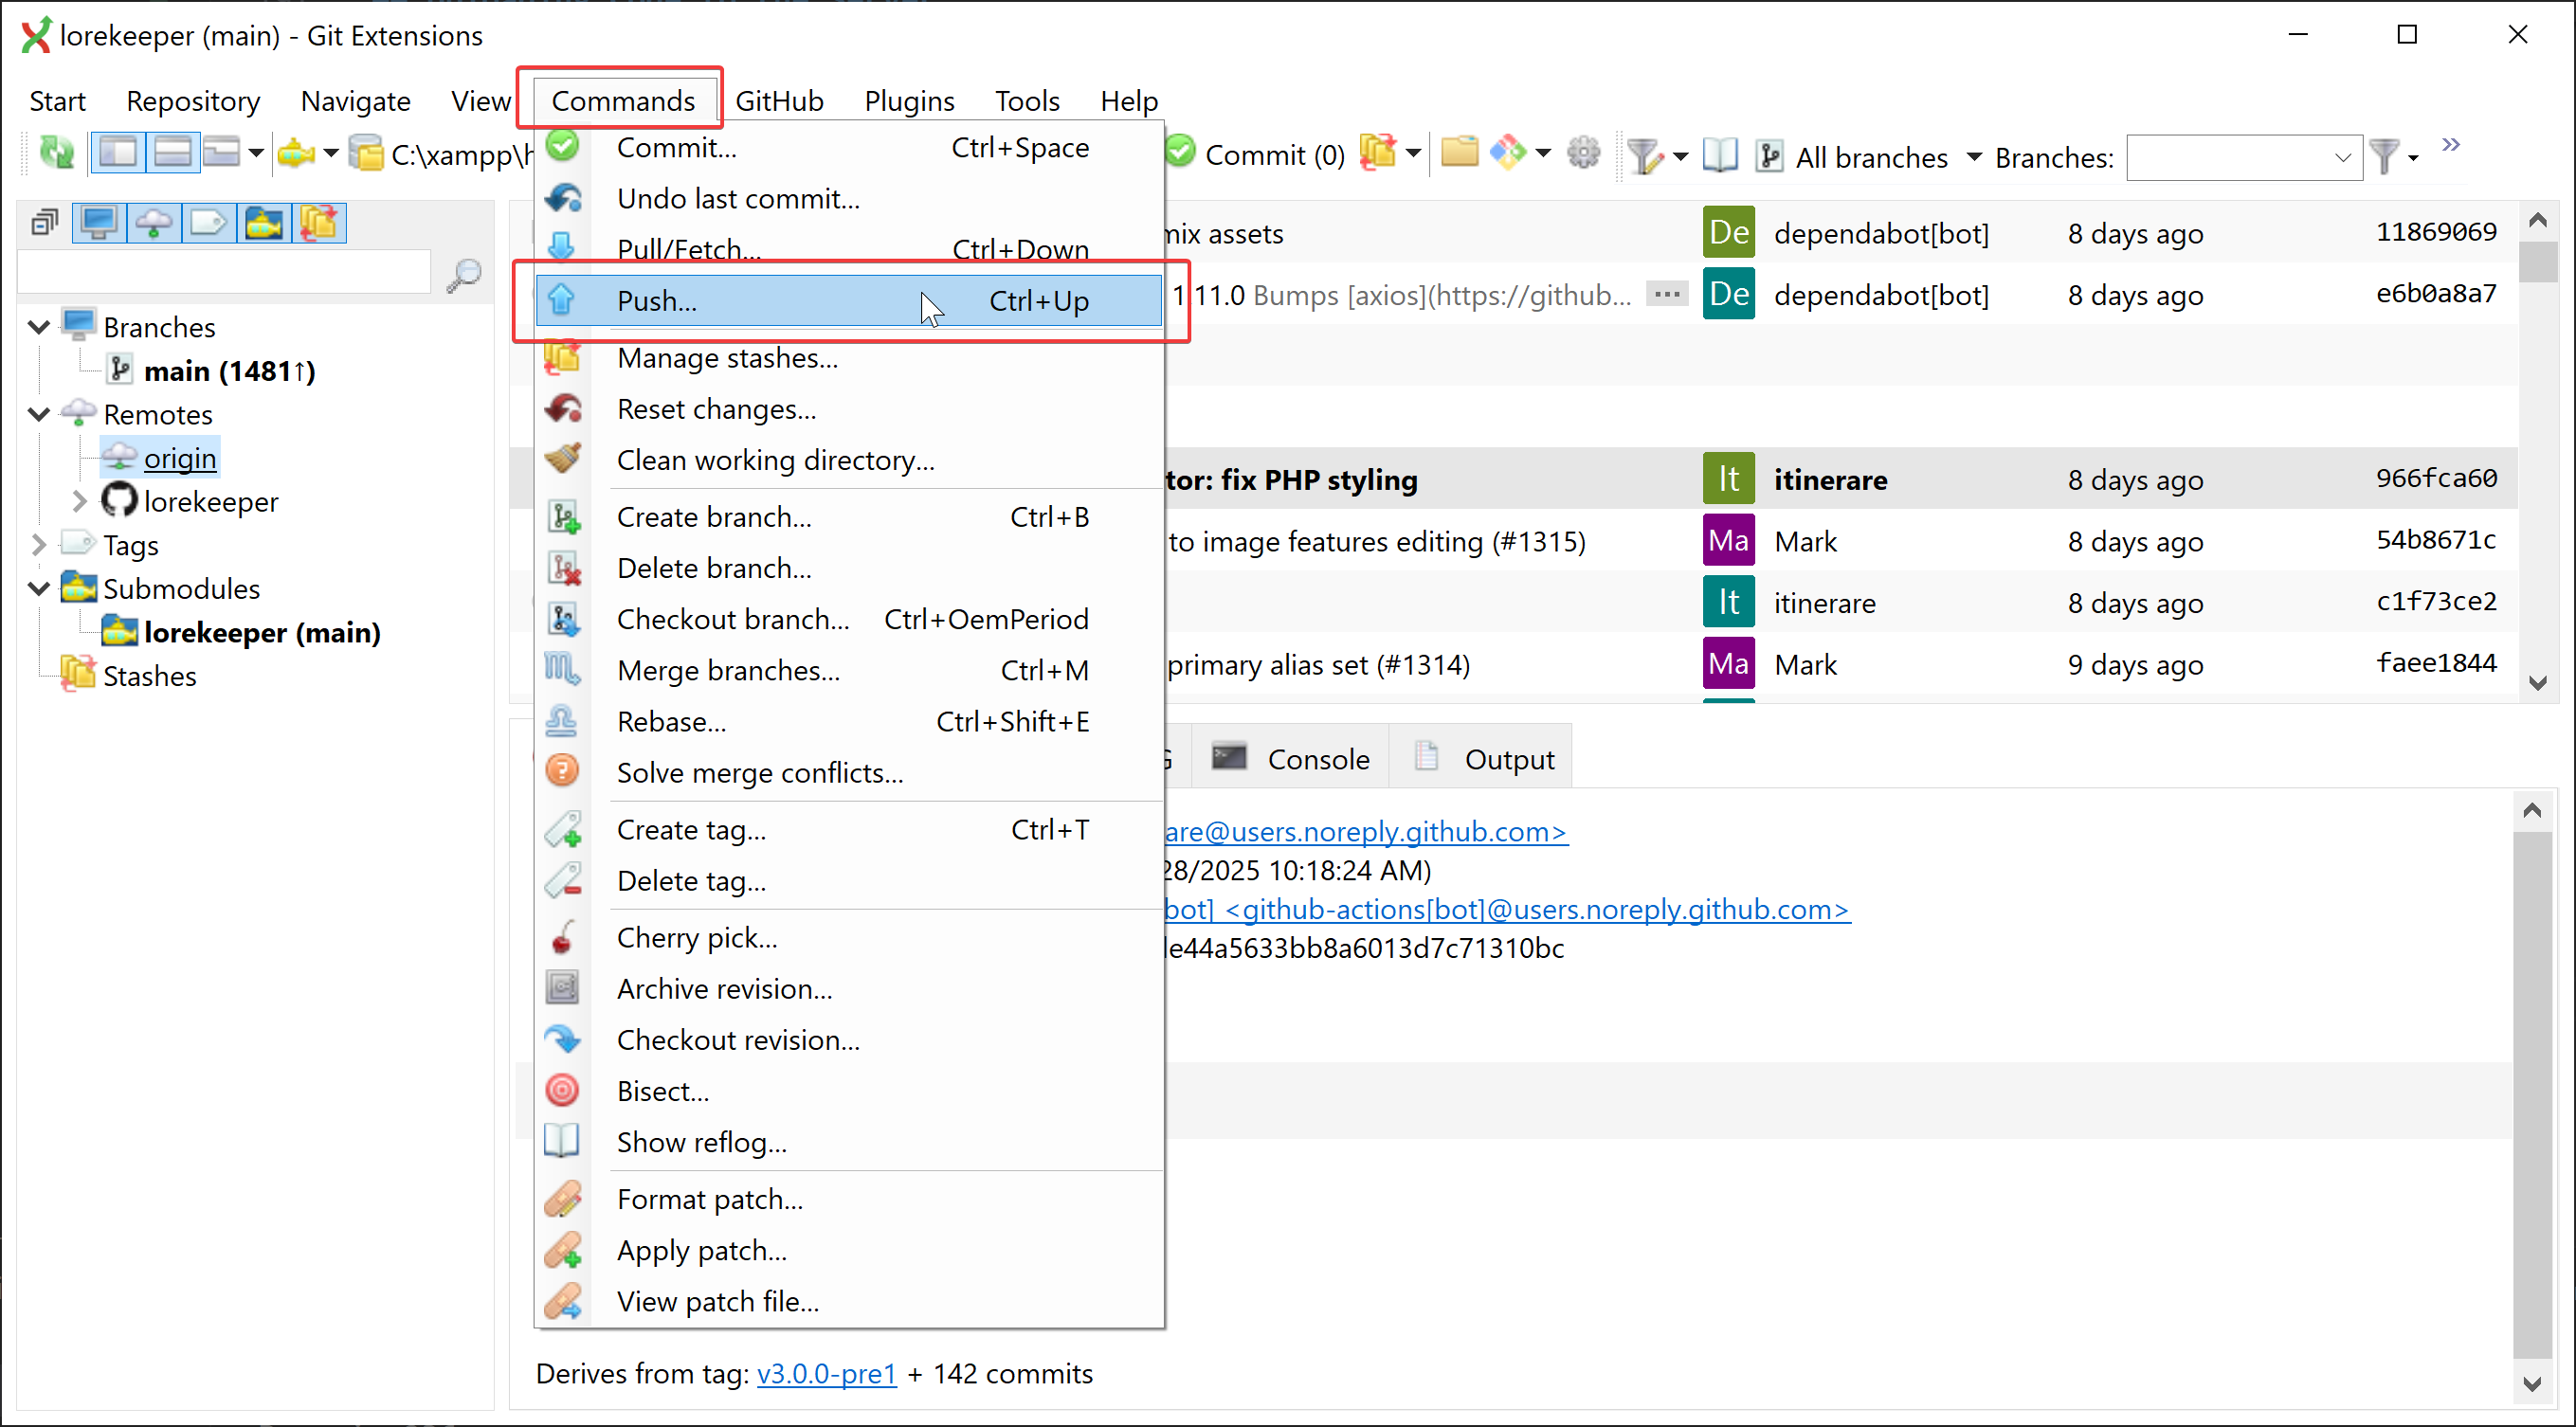 lorekeeper (main) - Git Extensions
Start Repository Navigate View Commands GitHub Plugins Tools Help
C:\xampp\h Commit (0) All branches Branches:
Commit... Ctrl+Space
Undo last commit...
Pull/Fetch... Ctrl+Down
Push... Ctrl+Up
Manage stashes...
Reset changes...
Clean working directory...
Create branch... Ctrl+B
Delete branch...
Checkout branch... Ctrl+OemPeriod
Merge branches... Ctrl+M
Rebase... Ctrl+Shift+E
Solve merge conflicts...
Create tag... Ctrl+T
Delete tag...
Cherry pick...
Archive revision...
Checkout revision...
Bisect...
Show reflog...
Format patch...
Apply patch...
View patch file...
Branches
main (1481↑)
Remotes
origin
lorekeeper
Tags
Submodules
lorekeeper (main)
Stashes
mix assets De dependabot[bot] 8 days ago 11869069
1.11.0 Bumps [axios](https://github... De dependabot[bot] 8 days ago e6b0a8a7
tor: fix PHP styling It itinerare 8 days ago 966fca60
to image features editing (#1315) Ma Mark 8 days ago 54b8671c
It itinerare 8 days ago c1f73ce2
primary alias set (#1314) Ma Mark 9 days ago faee1844
Console Output
are@users.noreply.github.com>
28/2025 10:18:24 AM)
bot] <github-actions[bot]@users.noreply.github.com>
de44a5633bb8a6013d7c71310bc
Derives from tag: v3.0.0-pre1 + 142 commits